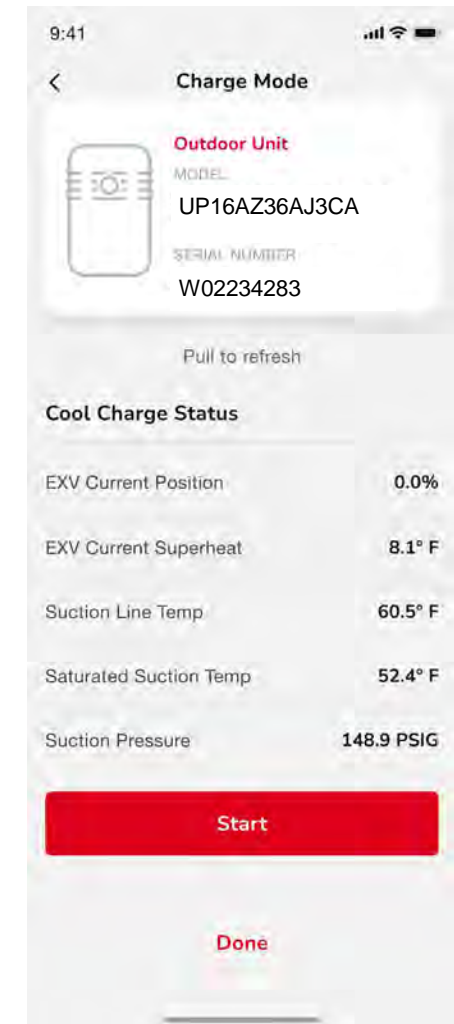 9:41
Charge Mode
Outdoor Unit
MODEL
UP16AZ36AJ3CA
SERIAL NUMBER
W02234283
Pull to refresh
Cool Charge Status
EXV Current Position 0.0%
EXV Current Superheat 8.1° F
Suction Line Temp 60.5° F
Saturated Suction Temp 52.4° F
Suction Pressure 148.9 PSIG
Start
Done